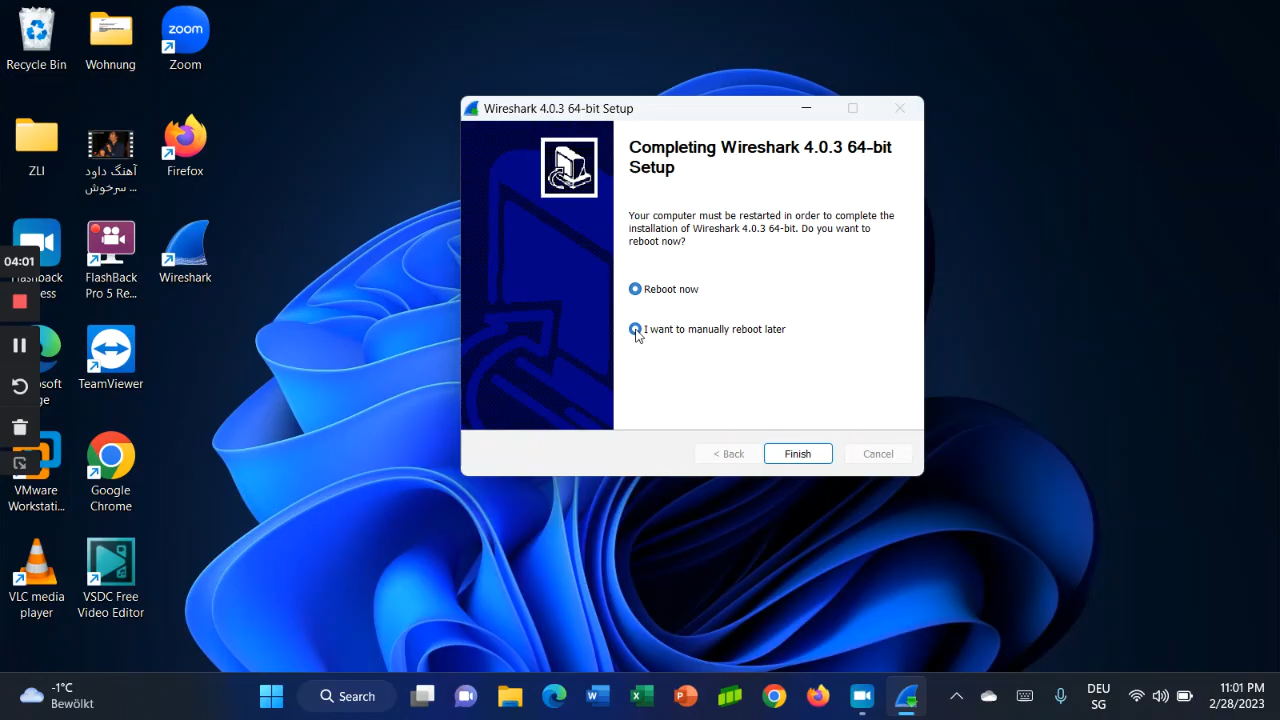 Recycle Bin
Wohnung
Zoom
zoom
ZLI
آهنگ داود
سرخوش ...
Firefox
FlashBack
Pro 5 Re...
Wireshark
04:01
TeamViewer
VMware
Workstati...
Google
Chrome
VLC media
player
VSDC Free
Video Editor
Wireshark 4.0.3 64-bit Setup
Completing Wireshark 4.0.3 64-bit
Setup
Your computer must be restarted in order to complete the
installation of Wireshark 4.0.3 64-bit. Do you want to
reboot now?
Reboot now
I want to manually reboot later
< Back
Finish
Cancel
-1°C
Bewölkt
Search
DEU
SG
11:01 PM
2/28/2023